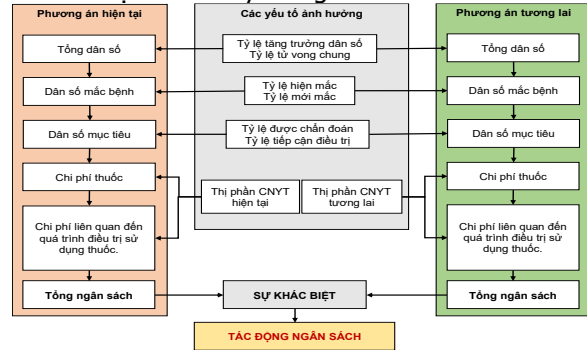 Phương án hiện tại
Tổng dân số
Dân số mắc bệnh
Dân số mục tiêu
Chi phí thuốc
Chi phí liên quan đến
quá trình điều trị sử
dụng thuốc.
Tổng ngân sách
Các yếu tố ảnh hưởng
Tỷ lệ tăng trưởng dân số
Tỷ lệ tử vong chung
Tỷ lệ hiện mắc
Tỷ lệ mới mắc
Tỷ lệ được chẩn đoán
Tỷ lệ tiếp cận điều trị
Thị phần CNYT
hiện tại
Thị phần CNYT
tương lai
SỰ KHÁC BIỆT
TÁC ĐỘNG NGÂN SÁCH
Phương án tương lai
Tổng dân số
Dân số mắc bệnh
Dân số mục tiêu
Chi phí thuốc
Chi phí liên quan đến
quá trình điều trị sử
dụng thuốc.
Tổng ngân sách